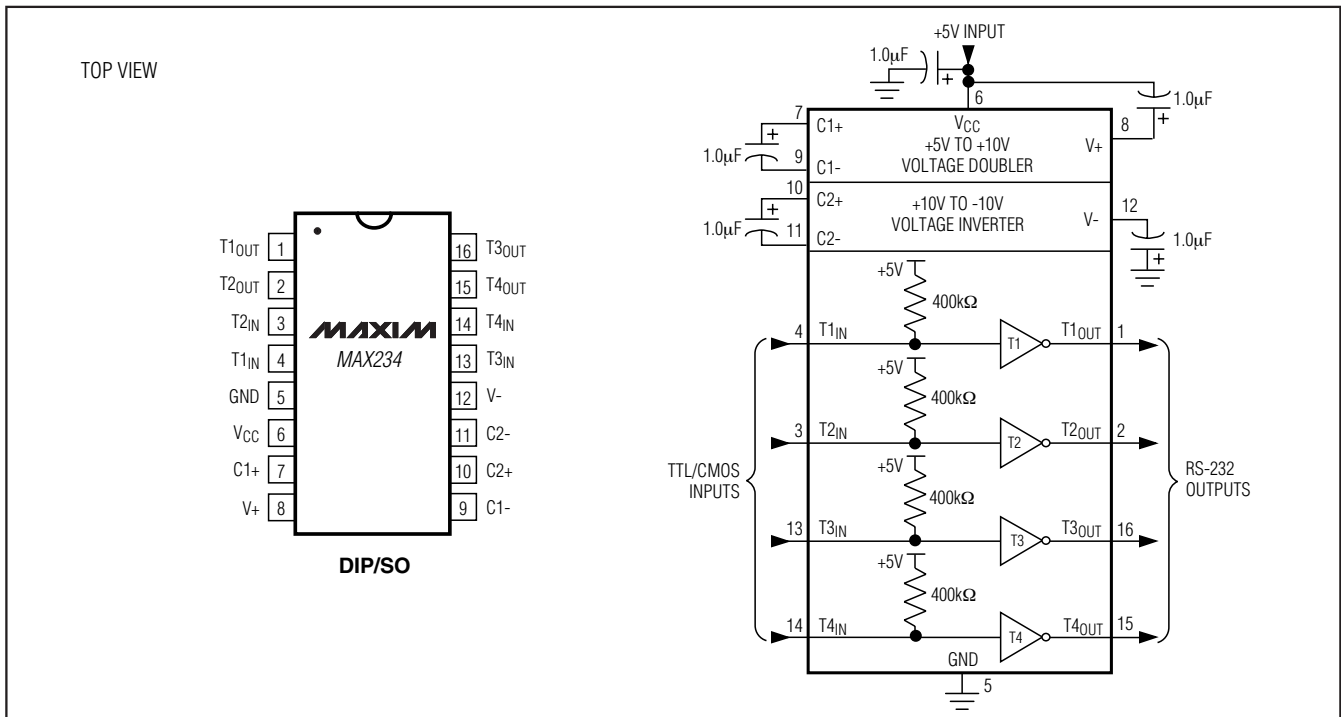 TOP VIEW
T1OUT 1
T2OUT 2
T2IN 3
T1IN 4
GND 5
VCC 6
C1+ 7
V+ 8
16 T3OUT
15 T4OUT
14 T4IN
13 T3IN
12 V-
11 C2-
10 C2+
9 C1-
MAXIM
MAX234
DIP/SO
+5V INPUT
1.0μF
+
6
1.0μF
+
7 C1+
+
1.0μF
9 C1-
VCC
+5V TO +10V
VOLTAGE DOUBLER
8
V+
10 C2+
+
1.0μF
11 C2-
+10V TO -10V
VOLTAGE INVERTER
V- 12
1.0μF
+
+5V
400kΩ
4 T1IN T1 T1OUT 1
+5V
400kΩ
3 T2IN T2 T2OUT 2
TTL/CMOS
INPUTS
RS-232
OUTPUTS
+5V
400kΩ
13 T3IN T3 T3OUT 16
+5V
400kΩ
14 T4IN T4 T4OUT 15
GND
5